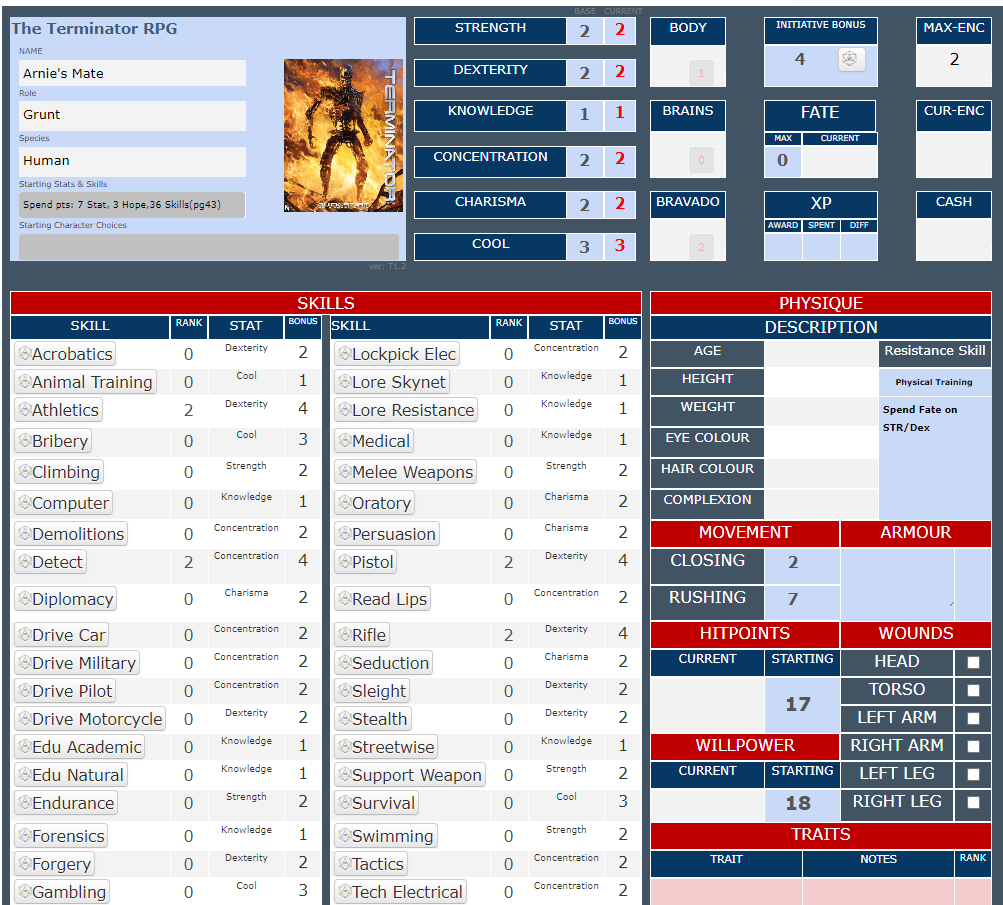 BASE CURRENT
The Terminator RPG
NAME
Arnie's Mate
Role
Grunt
Species
Human
Starting Stats & Skills
Spend pts: 7 Stat, 3 Hope,36 Skills(pg43)
Starting Character Choices
ver: T1.2
TERMINATOR
STRENGTH 2 2
DEXTERITY 2 2
KNOWLEDGE 1 1
CONCENTRATION 2 2
CHARISMA 2 2
COOL 3 3
BODY
1
BRAINS
0
BRAVADO
2
INITIATIVE BONUS
4
FATE
MAX CURRENT
0
XP
AWARD SPENT DIFF
MAX-ENC
2
CUR-ENC
CASH
SKILLS
SKILL RANK STAT BONUS SKILL RANK STAT BONUS
Acrobatics 0 Dexterity 2 Lockpick Elec 0 Concentration 2
Animal Training 0 Cool 1 Lore Skynet 0 Knowledge 1
Athletics 2 Dexterity 4 Lore Resistance 0 Knowledge 1
Bribery 0 Cool 3 Medical 0 Knowledge 1
Climbing 0 Strength 2 Melee Weapons 0 Strength 2
Computer 0 Knowledge 1 Oratory 0 Charisma 2
Demolitions 0 Concentration 2 Persuasion 0 Charisma 2
Detect 2 Concentration 4 Pistol 2 Dexterity 4
Diplomacy 0 Charisma 2 Read Lips 0 Concentration 2
Drive Car 0 Concentration 2 Rifle 2 Dexterity 4
Drive Military 0 Concentration 2 Seduction 0 Charisma 2
Drive Pilot 0 Concentration 2 Sleight 0 Dexterity 2
Drive Motorcycle 0 Dexterity 2 Stealth 0 Dexterity 2
Edu Academic 0 Knowledge 1 Streetwise 0 Knowledge 1
Edu Natural 0 Knowledge 1 Support Weapon 0 Strength 2
Endurance 0 Strength 2 Survival 0 Cool 3
Forensics 0 Knowledge 1 Swimming 0 Strength 2
Forgery 0 Dexterity 2 Tactics 0 Concentration 2
Gambling 0 Cool 3 Tech Electrical 0 Concentration 2
PHYSIQUE
DESCRIPTION
AGE
HEIGHT
WEIGHT
EYE COLOUR
HAIR COLOUR
COMPLEXION
Resistance Skill
Physical Training
Spend Fate on
STR/Dex
MOVEMENT ARMOUR
CLOSING 2
RUSHING 7
HITPOINTS WOUNDS
CURRENT STARTING
17
WILLPOWER
CURRENT STARTING
18
HEAD
TORSO
LEFT ARM
RIGHT ARM
LEFT LEG
RIGHT LEG
TRAITS
TRAIT NOTES RANK